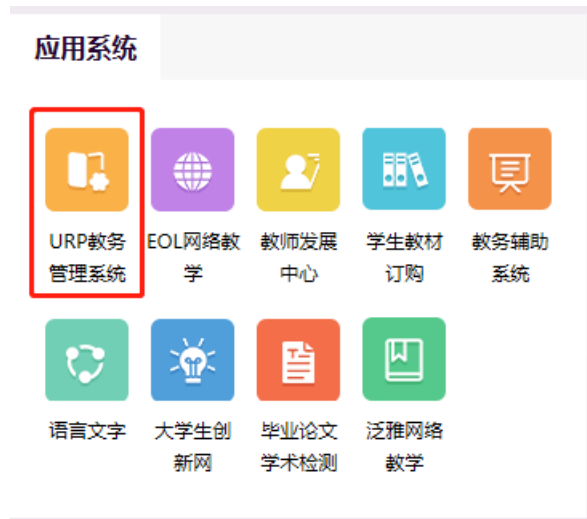 应用系统
URP教务 EOL网络教 教师发展 学生教材 教务辅助
管理系统 学 中心 订购 系统
语言文字 大学生创 毕业论文 泛雅网络
新网 学术检测 教学